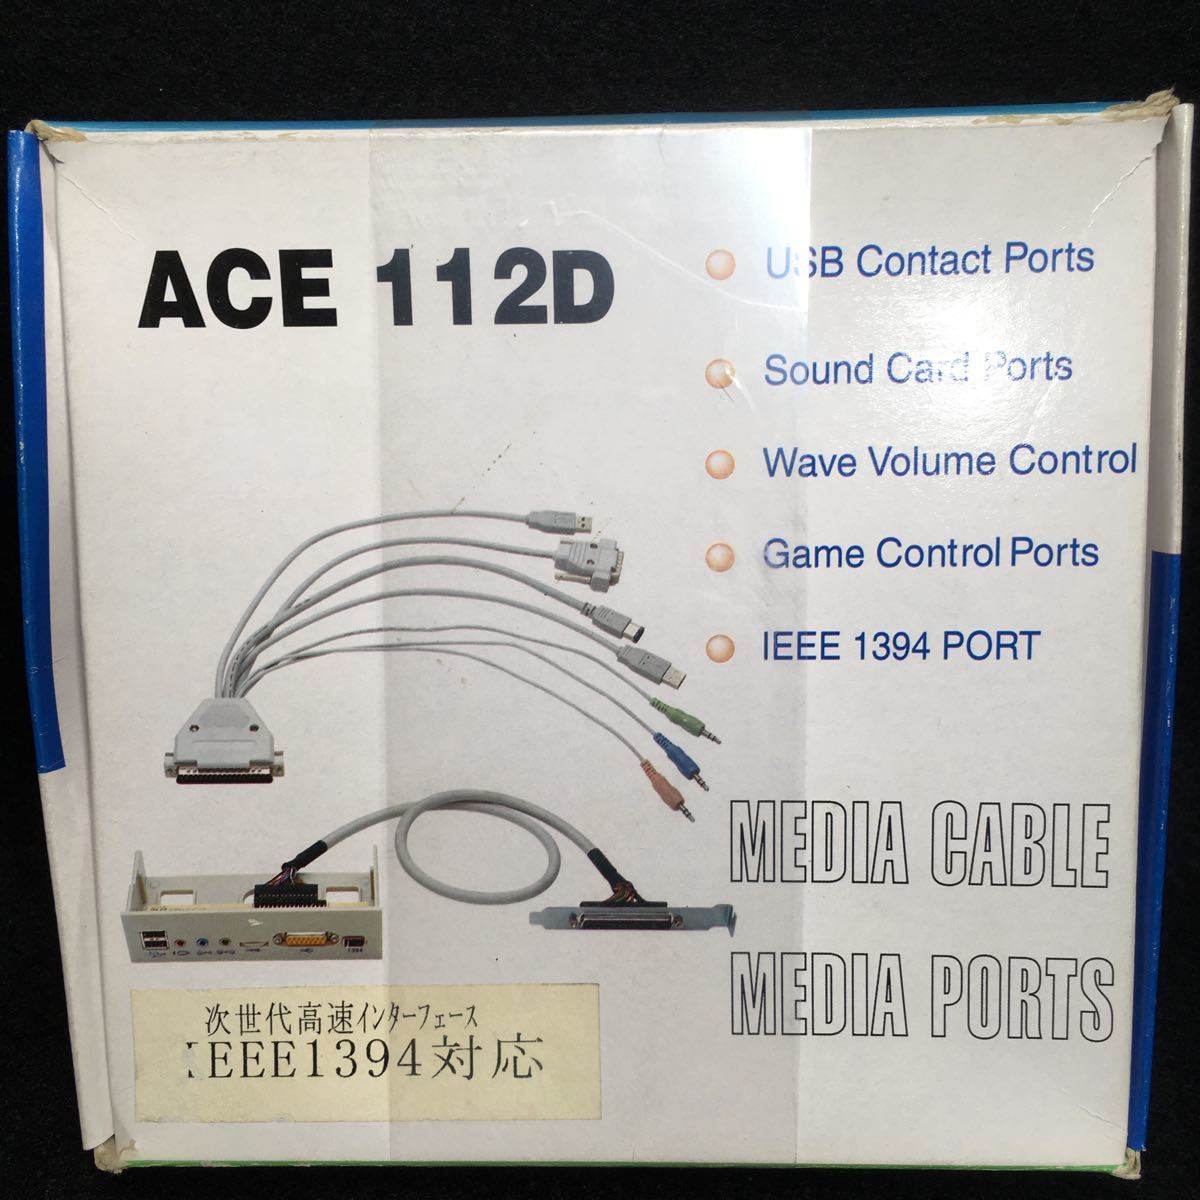 ACE 112D
USB Contact Ports
Sound Card Ports
Wave Volume Control
Game Control Ports
IEEE 1394 PORT
MEDIA CABLE
MEDIA PORTS
1394
次世代高速インターフェース
IEEE1394対応